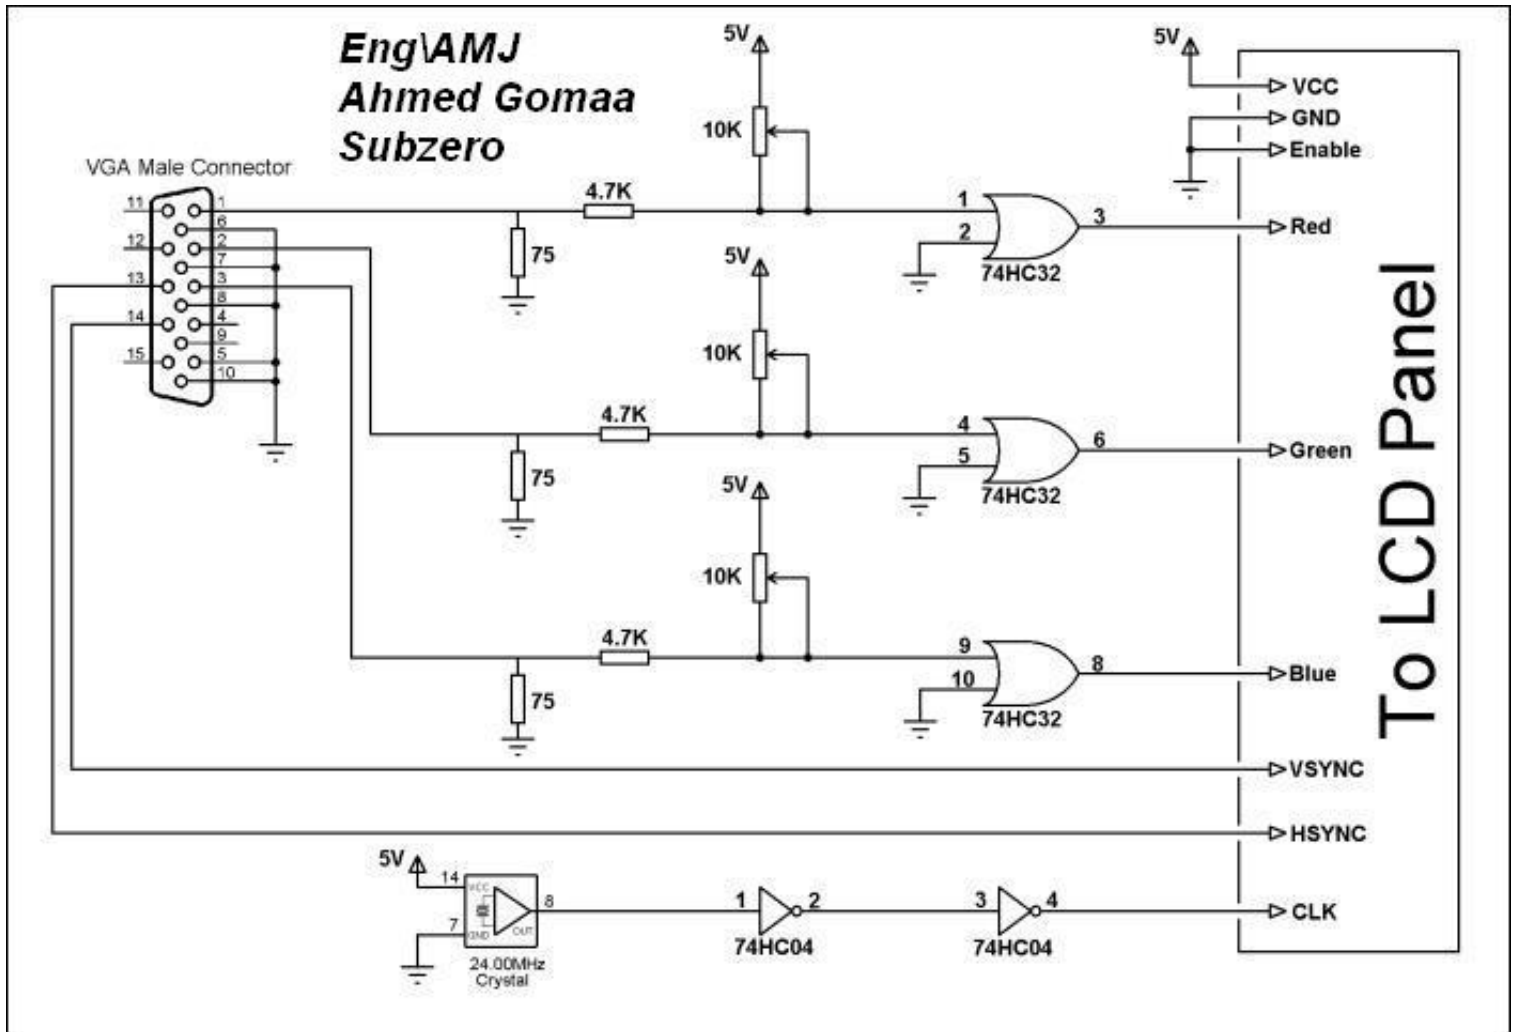 Eng\AMJ
Ahmed Gomaa
Subzero
VGA Male Connector
11
1
6
12
2
7
13
3
8
14
4
9
15
5
10
5V
10K
4.7K
75
1
2
3
74HC32
5V
10K
4.7K
75
4
5
6
74HC32
5V
10K
4.7K
75
9
10
8
74HC32
5V
VCC
GND
Enable
Red
Green
Blue
VSYNC
HSYNC
CLK
To LCD Panel
5V
14
VCC
7
GND
OUT
8
24.00MHz
Crystal
1
2
74HC04
3
4
74HC04